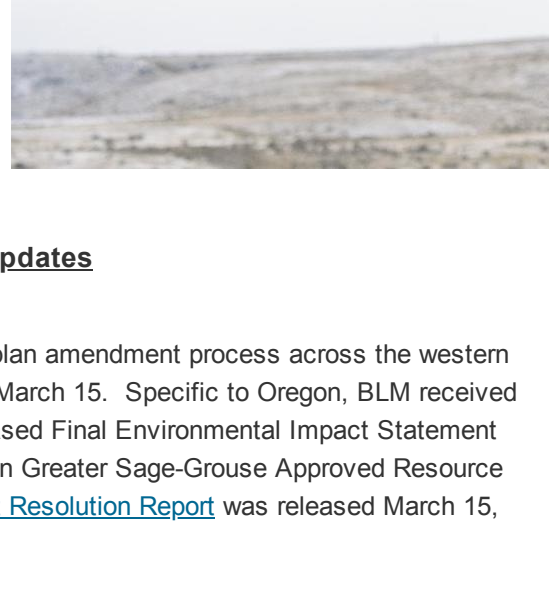 pdates
plan amendment process across the western
March 15.  Specific to Oregon, BLM received
sed Final Environmental Impact Statement
n Greater Sage-Grouse Approved Resource
Resolution Report was released March 15,